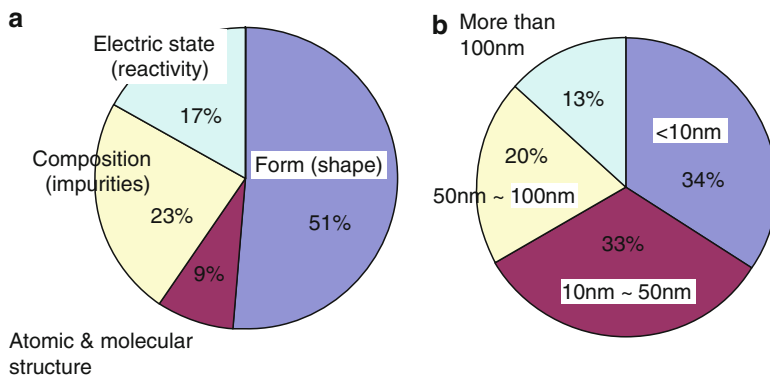 a
Electric state
(reactivity)
17%
Composition
(impurities)
23%
Form (shape)
51%
9%
Atomic & molecular
structure
b
More than
100nm
13%
<10nm
34%
20%
50nm ~ 100nm
33%
10nm ~ 50nm